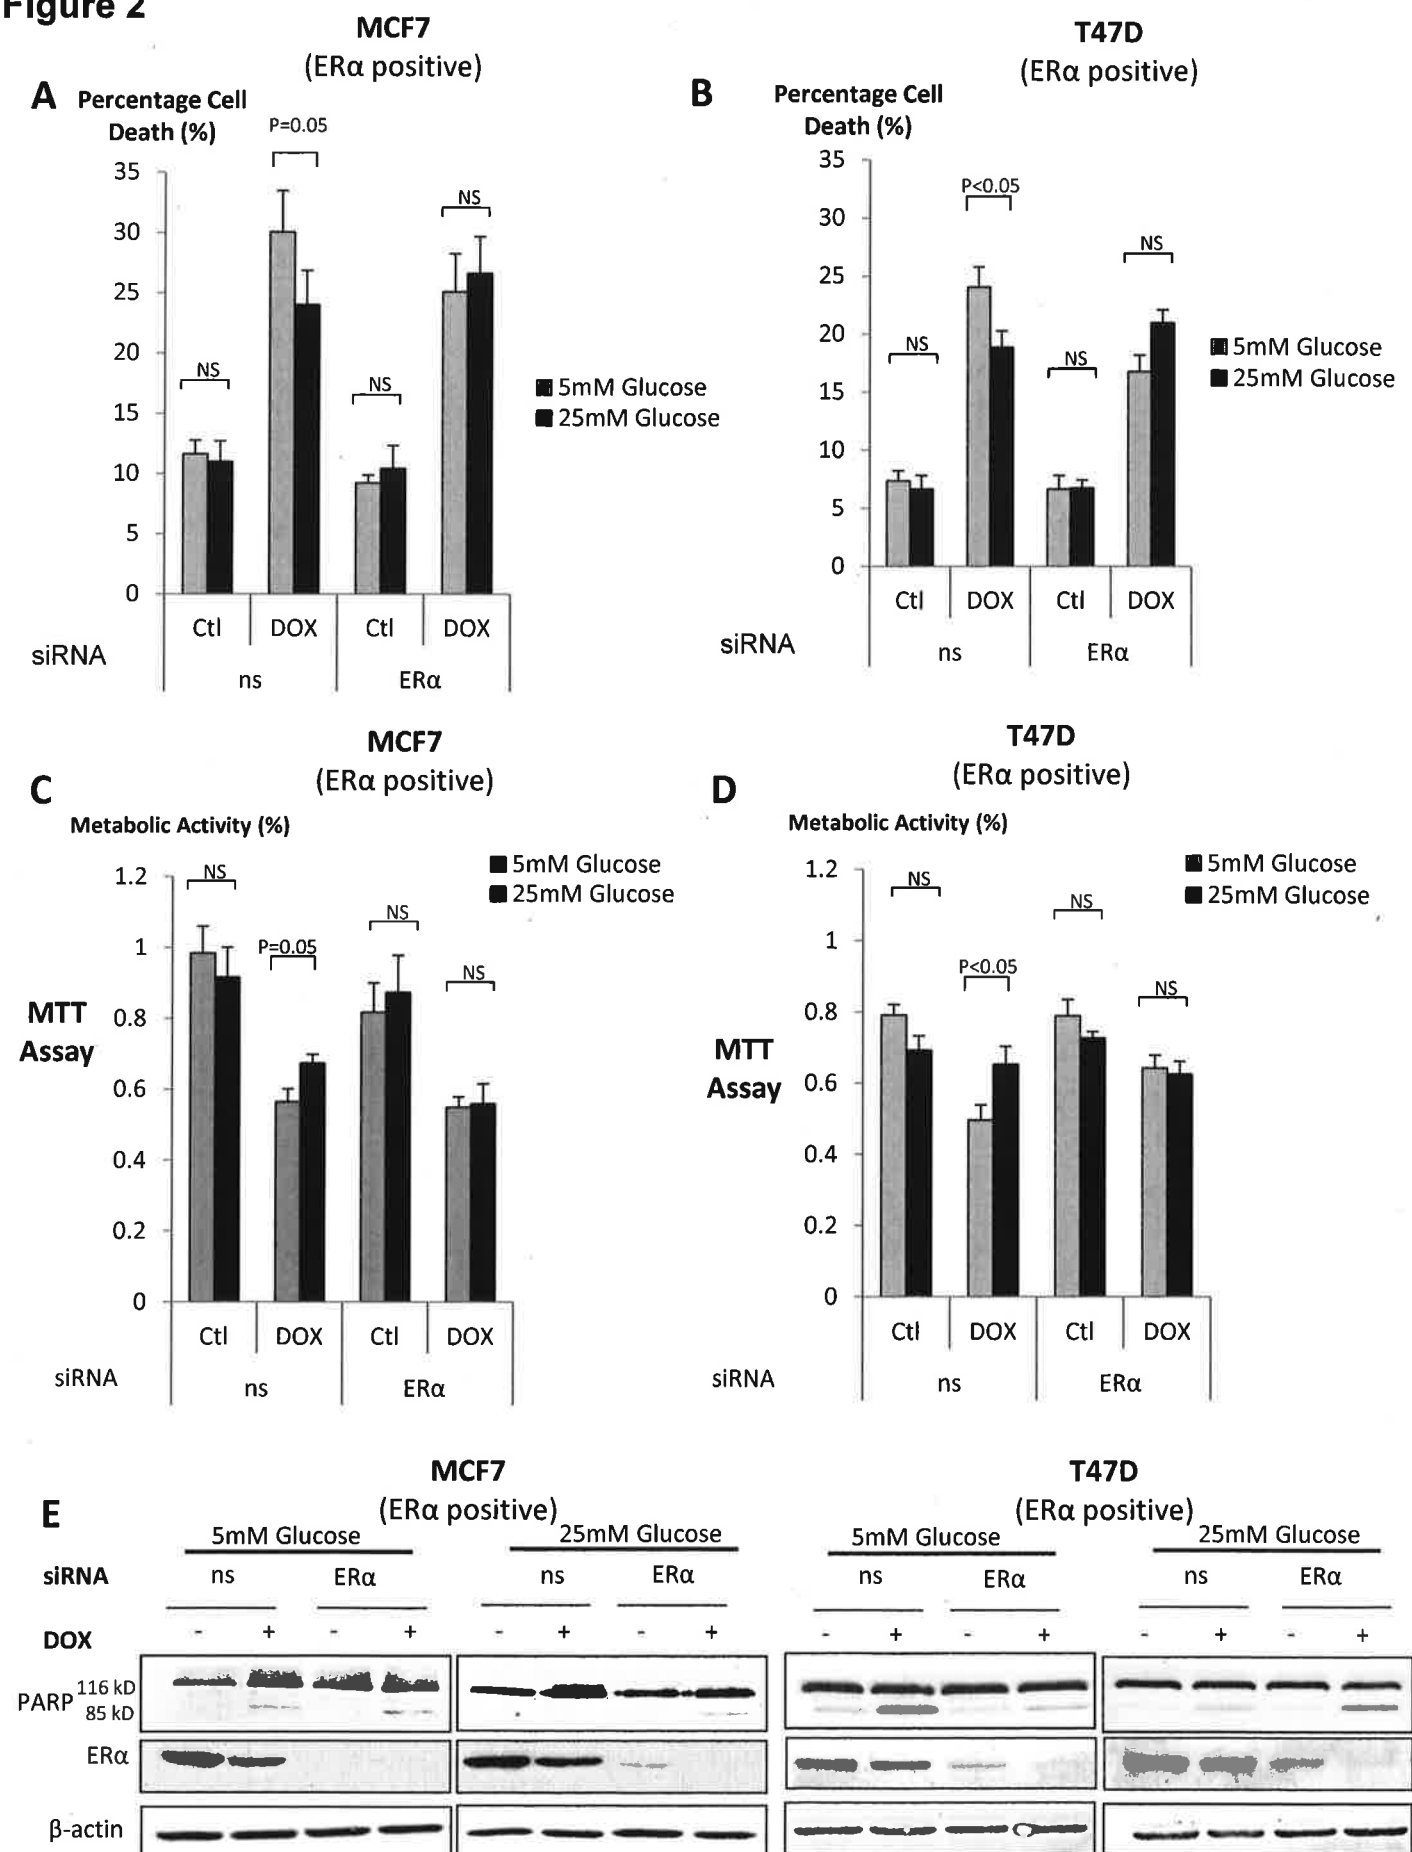 Figure 2
MCF7
(ERα positive)
A
Percentage Cell
Death (%)
P=0.05
35
30
25
20
15
10
5
0
NS
NS
NS
5mM Glucose
25mM Glucose
Ctl DOX Ctl DOX
siRNA
ns ERα
T47D
(ERα positive)
B
Percentage Cell
Death (%)
35
30
25
20
15
10
5
0
P<0.05
NS
NS
NS
5mM Glucose
25mM Glucose
Ctl DOX Ctl DOX
siRNA
ns ERα
MCF7
(ERα positive)
C
Metabolic Activity (%)
5mM Glucose
25mM Glucose
MTT
Assay
1.2
1
0.8
0.6
0.4
0.2
0
NS
P=0.05
NS
NS
Ctl DOX Ctl DOX
siRNA
ns ERα
T47D
(ERα positive)
D
Metabolic Activity (%)
5mM Glucose
25mM Glucose
MTT
Assay
1.2
1
0.8
0.6
0.4
0.2
0
NS
P<0.05
NS
NS
Ctl DOX Ctl DOX
siRNA
ns ERα
E
MCF7
(ERα positive)
T47D
(ERα positive)
5mM Glucose 25mM Glucose 5mM Glucose 25mM Glucose
siRNA ns ERα ns ERα ns ERα ns ERα
DOX - + - + - + - + - + - + - + - +
PARP 116 kD
85 kD
ERα
β-actin